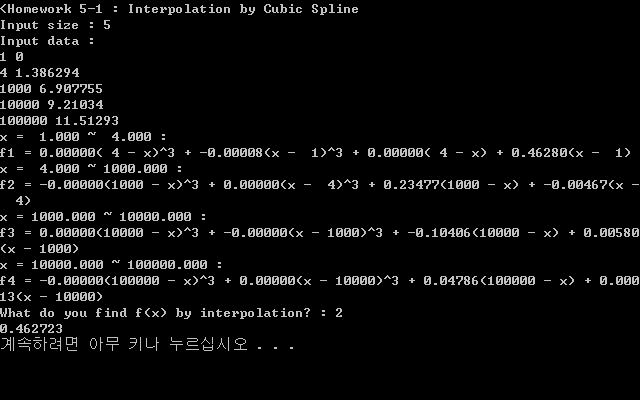 <Homework 5-1 : Interpolation by Cubic Spline
Input size : 5
Input data :
1 0
4 1.386294
1000 6.907755
10000 9.21034
100000 11.51293
x =  1.000 ~  4.000 :
f1 = 0.00000( 4 - x)^3 + -0.00008(x -  1)^3 + 0.00000( 4 - x) + 0.46280(x -  1)
x =  4.000 ~ 1000.000 :
f2 = -0.00000(1000 - x)^3 + 0.00000(x -  4)^3 + 0.23477(1000 - x) + -0.00467(x -
  4)
x = 1000.000 ~ 10000.000 :
f3 = 0.00000(10000 - x)^3 + -0.00000(x - 1000)^3 + -0.10406(10000 - x) + 0.00580
(x - 1000)
x = 10000.000 ~ 100000.000 :
f4 = -0.00000(100000 - x)^3 + 0.00000(x - 10000)^3 + 0.04786(100000 - x) + 0.000
13(x - 10000)
What do you find f(x) by interpolation? : 2
0.462723
계속하려면 아무 키나 누르십시오 . . .